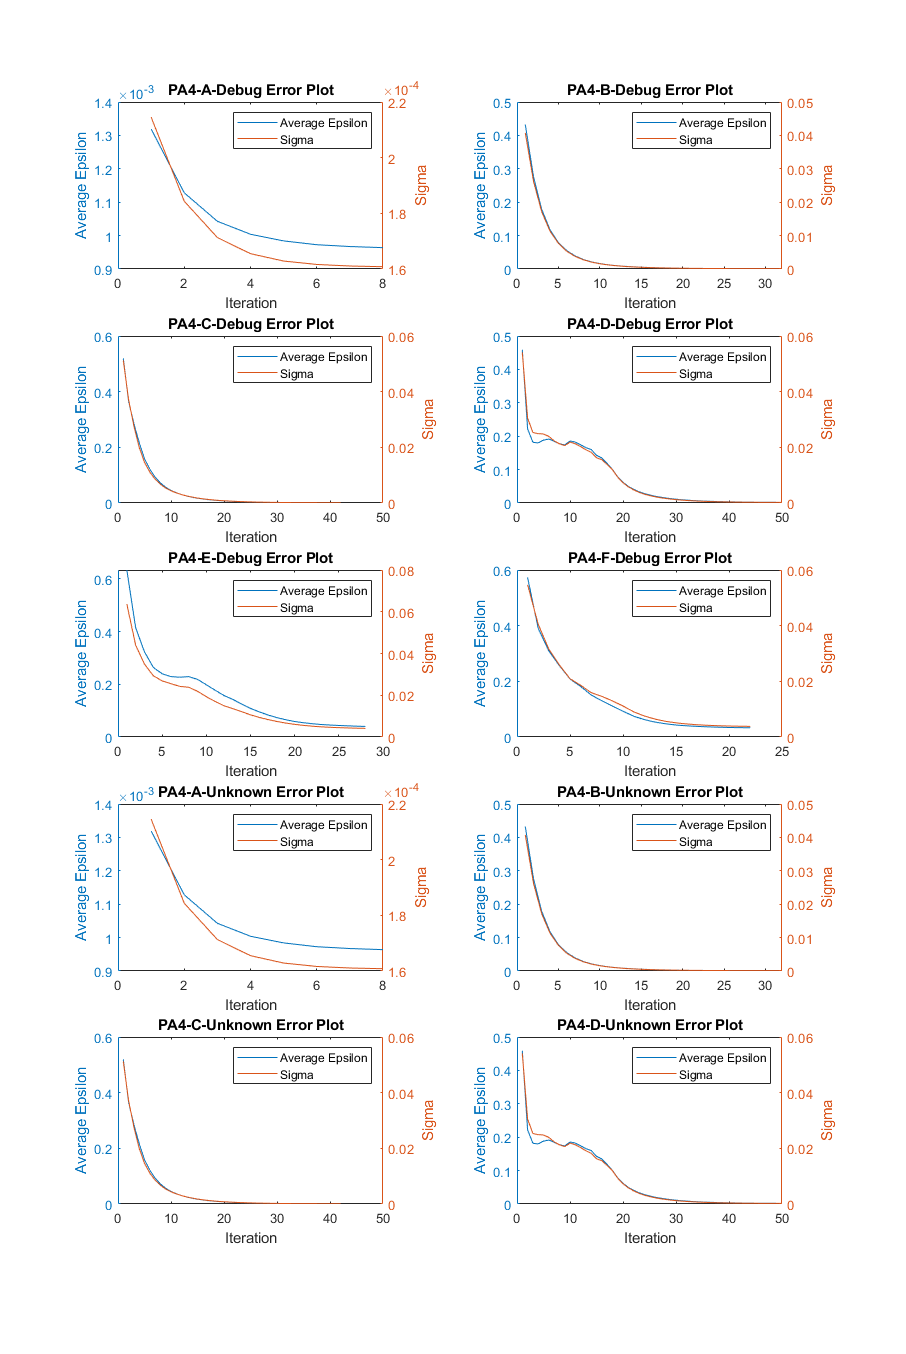 PA4-A-Debug Error Plot
×10-3
×10-4
Average Epsilon
1.4
1.3
1.2
1.1
1
0.9
2.2
2
1.8
1.6
Sigma
Average Epsilon
Sigma
0 2 4 6 8
Iteration
PA4-B-Debug Error Plot
Average Epsilon
0.5
0.4
0.3
0.2
0.1
0
0.05
0.04
0.03
0.02
0.01
0
Sigma
Average Epsilon
Sigma
0 5 10 15 20 25 30
Iteration
PA4-C-Debug Error Plot
Average Epsilon
0.6
0.4
0.2
0
0.06
0.04
0.02
0
Sigma
Average Epsilon
Sigma
0 10 20 30 40 50
Iteration
PA4-D-Debug Error Plot
Average Epsilon
0.5
0.4
0.3
0.2
0.1
0
0.06
0.04
0.02
0
Sigma
Average Epsilon
Sigma
0 10 20 30 40 50
Iteration
PA4-E-Debug Error Plot
Average Epsilon
0.6
0.4
0.2
0
0.08
0.06
0.04
0.02
0
Sigma
Average Epsilon
Sigma
0 5 10 15 20 25 30
Iteration
PA4-F-Debug Error Plot
Average Epsilon
0.6
0.4
0.2
0
0.06
0.04
0.02
0
Sigma
Average Epsilon
Sigma
0 5 10 15 20 25
Iteration
PA4-A-Unknown Error Plot
×10-3
×10-4
Average Epsilon
1.4
1.3
1.2
1.1
1
0.9
2.2
2
1.8
1.6
Sigma
Average Epsilon
Sigma
0 2 4 6 8
Iteration
PA4-B-Unknown Error Plot
Average Epsilon
0.5
0.4
0.3
0.2
0.1
0
0.05
0.04
0.03
0.02
0.01
0
Sigma
Average Epsilon
Sigma
0 5 10 15 20 25 30
Iteration
PA4-C-Unknown Error Plot
Average Epsilon
0.6
0.4
0.2
0
0.06
0.04
0.02
0
Sigma
Average Epsilon
Sigma
0 10 20 30 40 50
Iteration
PA4-D-Unknown Error Plot
Average Epsilon
0.5
0.4
0.3
0.2
0.1
0
0.06
0.04
0.02
0
Sigma
Average Epsilon
Sigma
0 10 20 30 40 50
Iteration